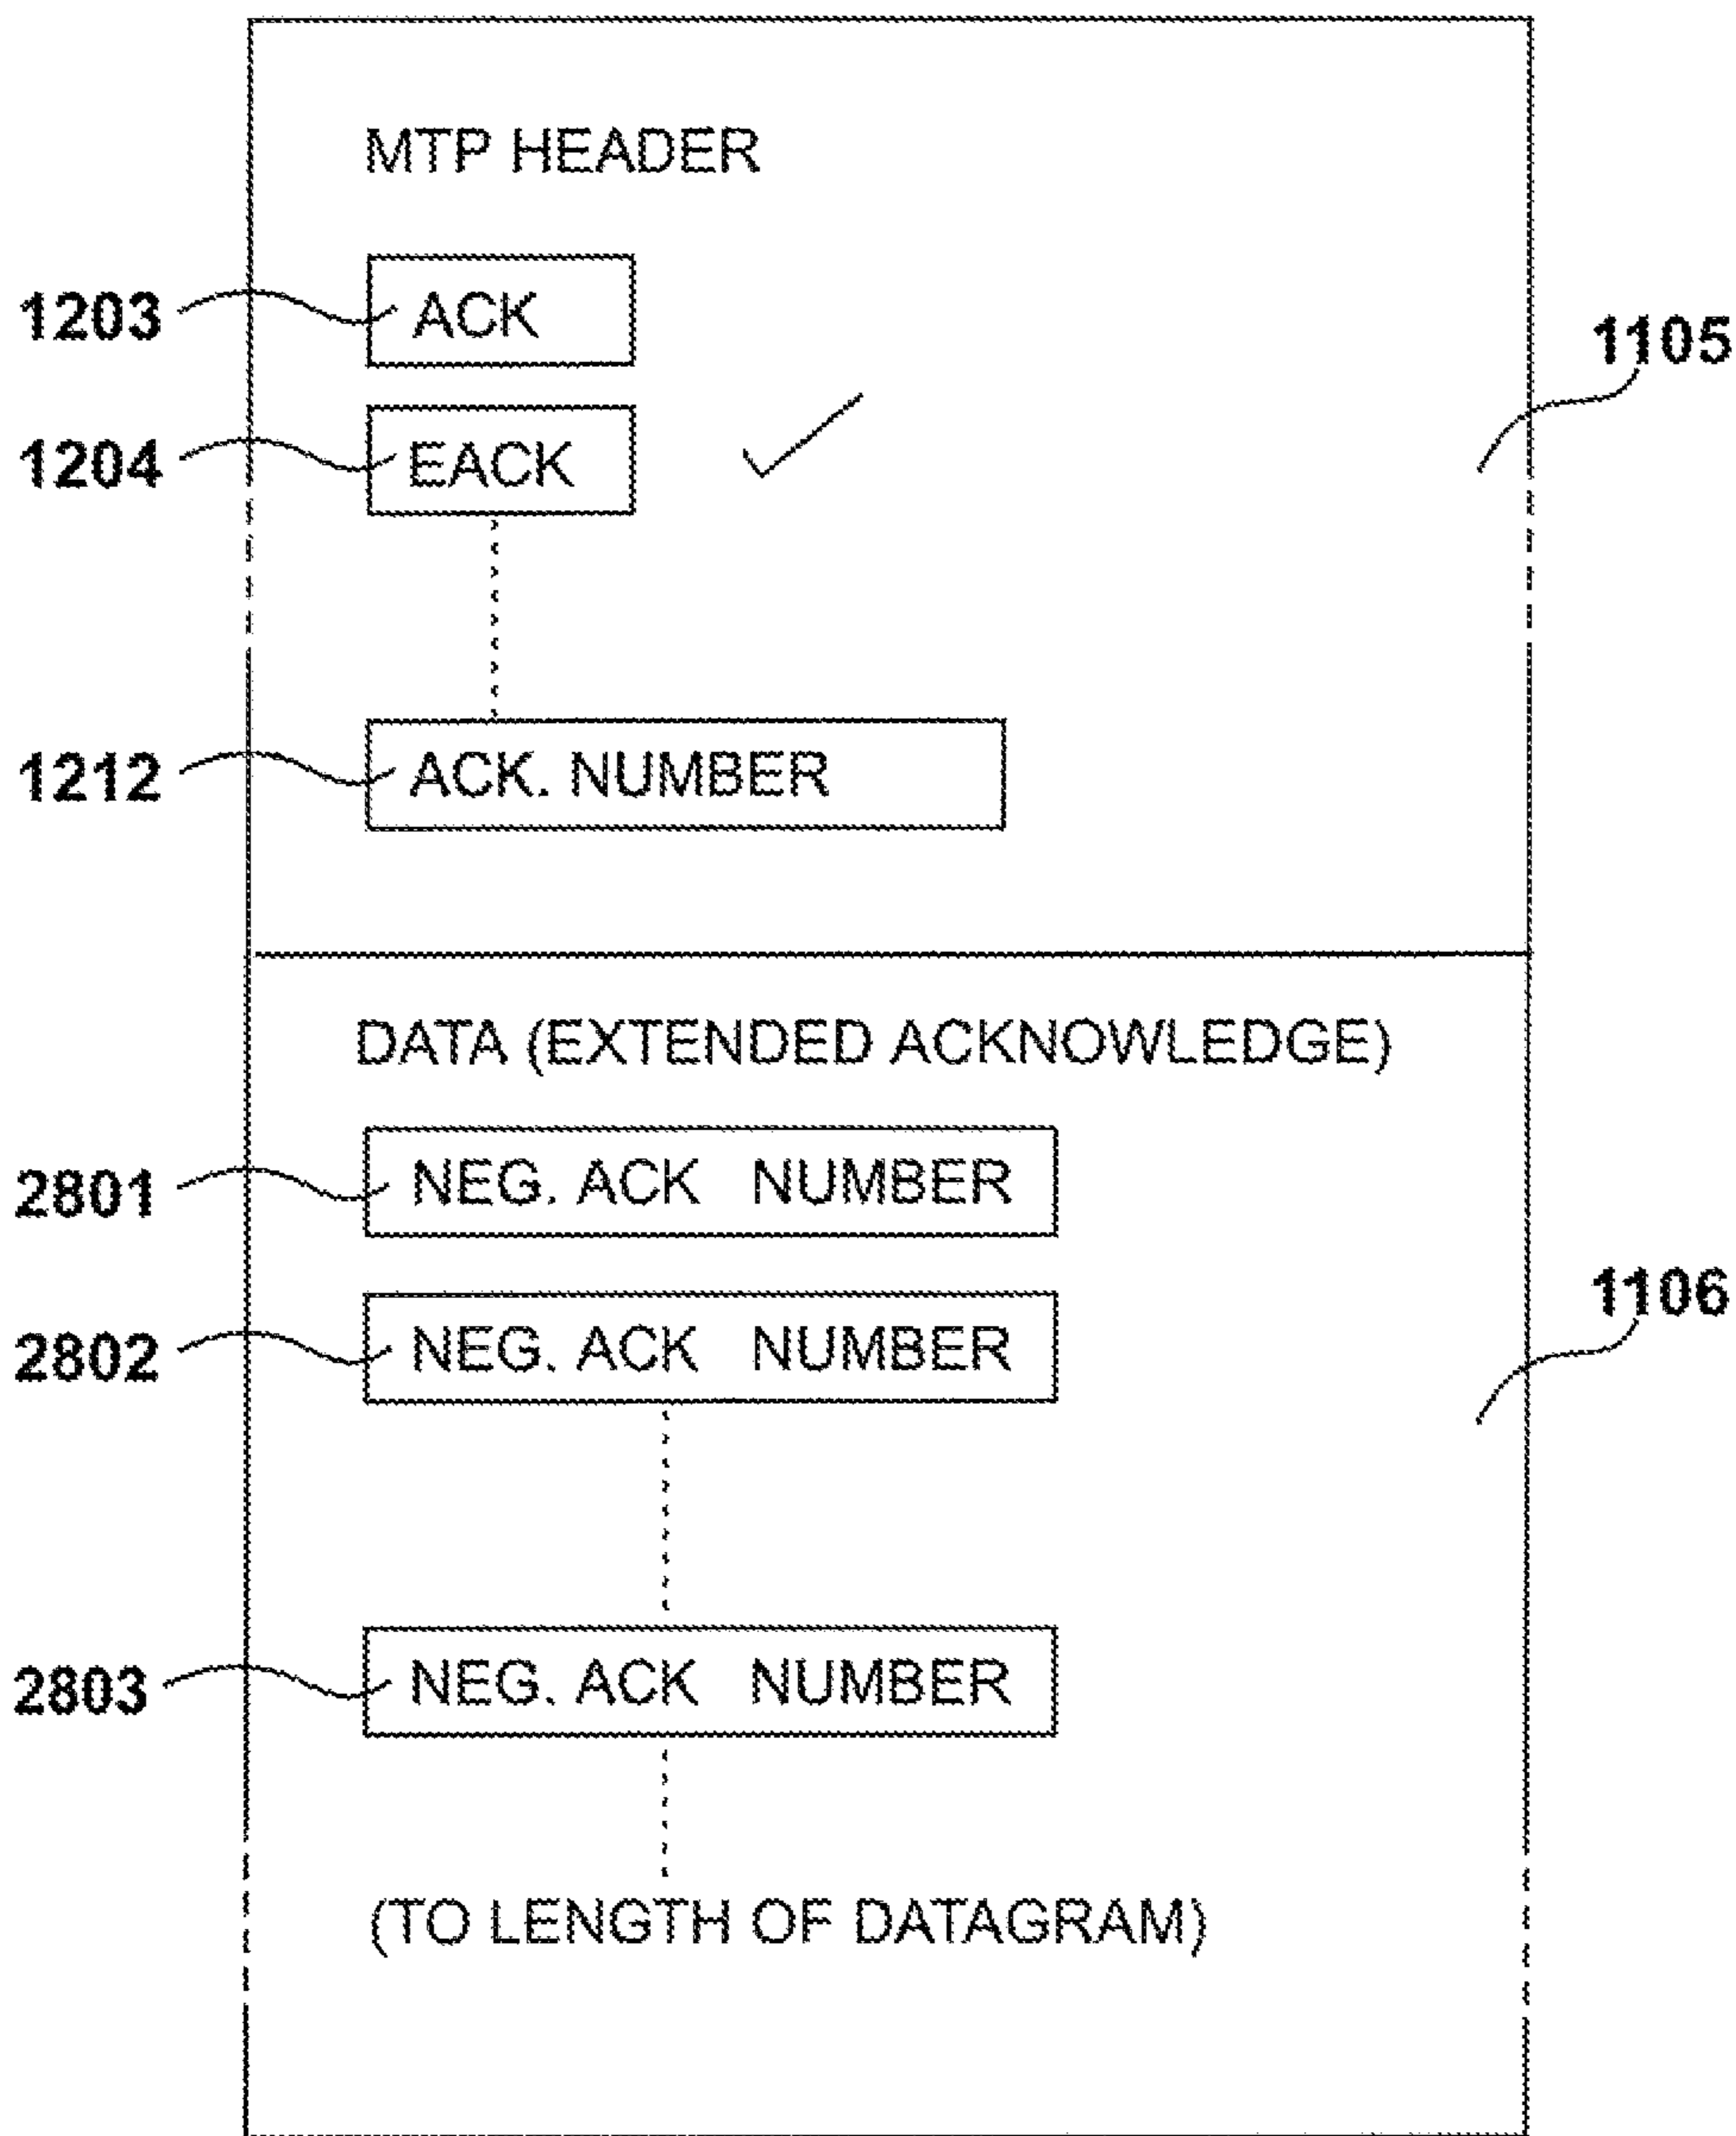 MTP HEADER
1203 ACK
1105
1204 EACK
1212 ACK. NUMBER
DATA (EXTENDED ACKNOWLEDGE)
2801 NEG. ACK NUMBER
1106
2802 NEG. ACK NUMBER
2803 NEG. ACK NUMBER
(TO LENGTH OF DATAGRAM)